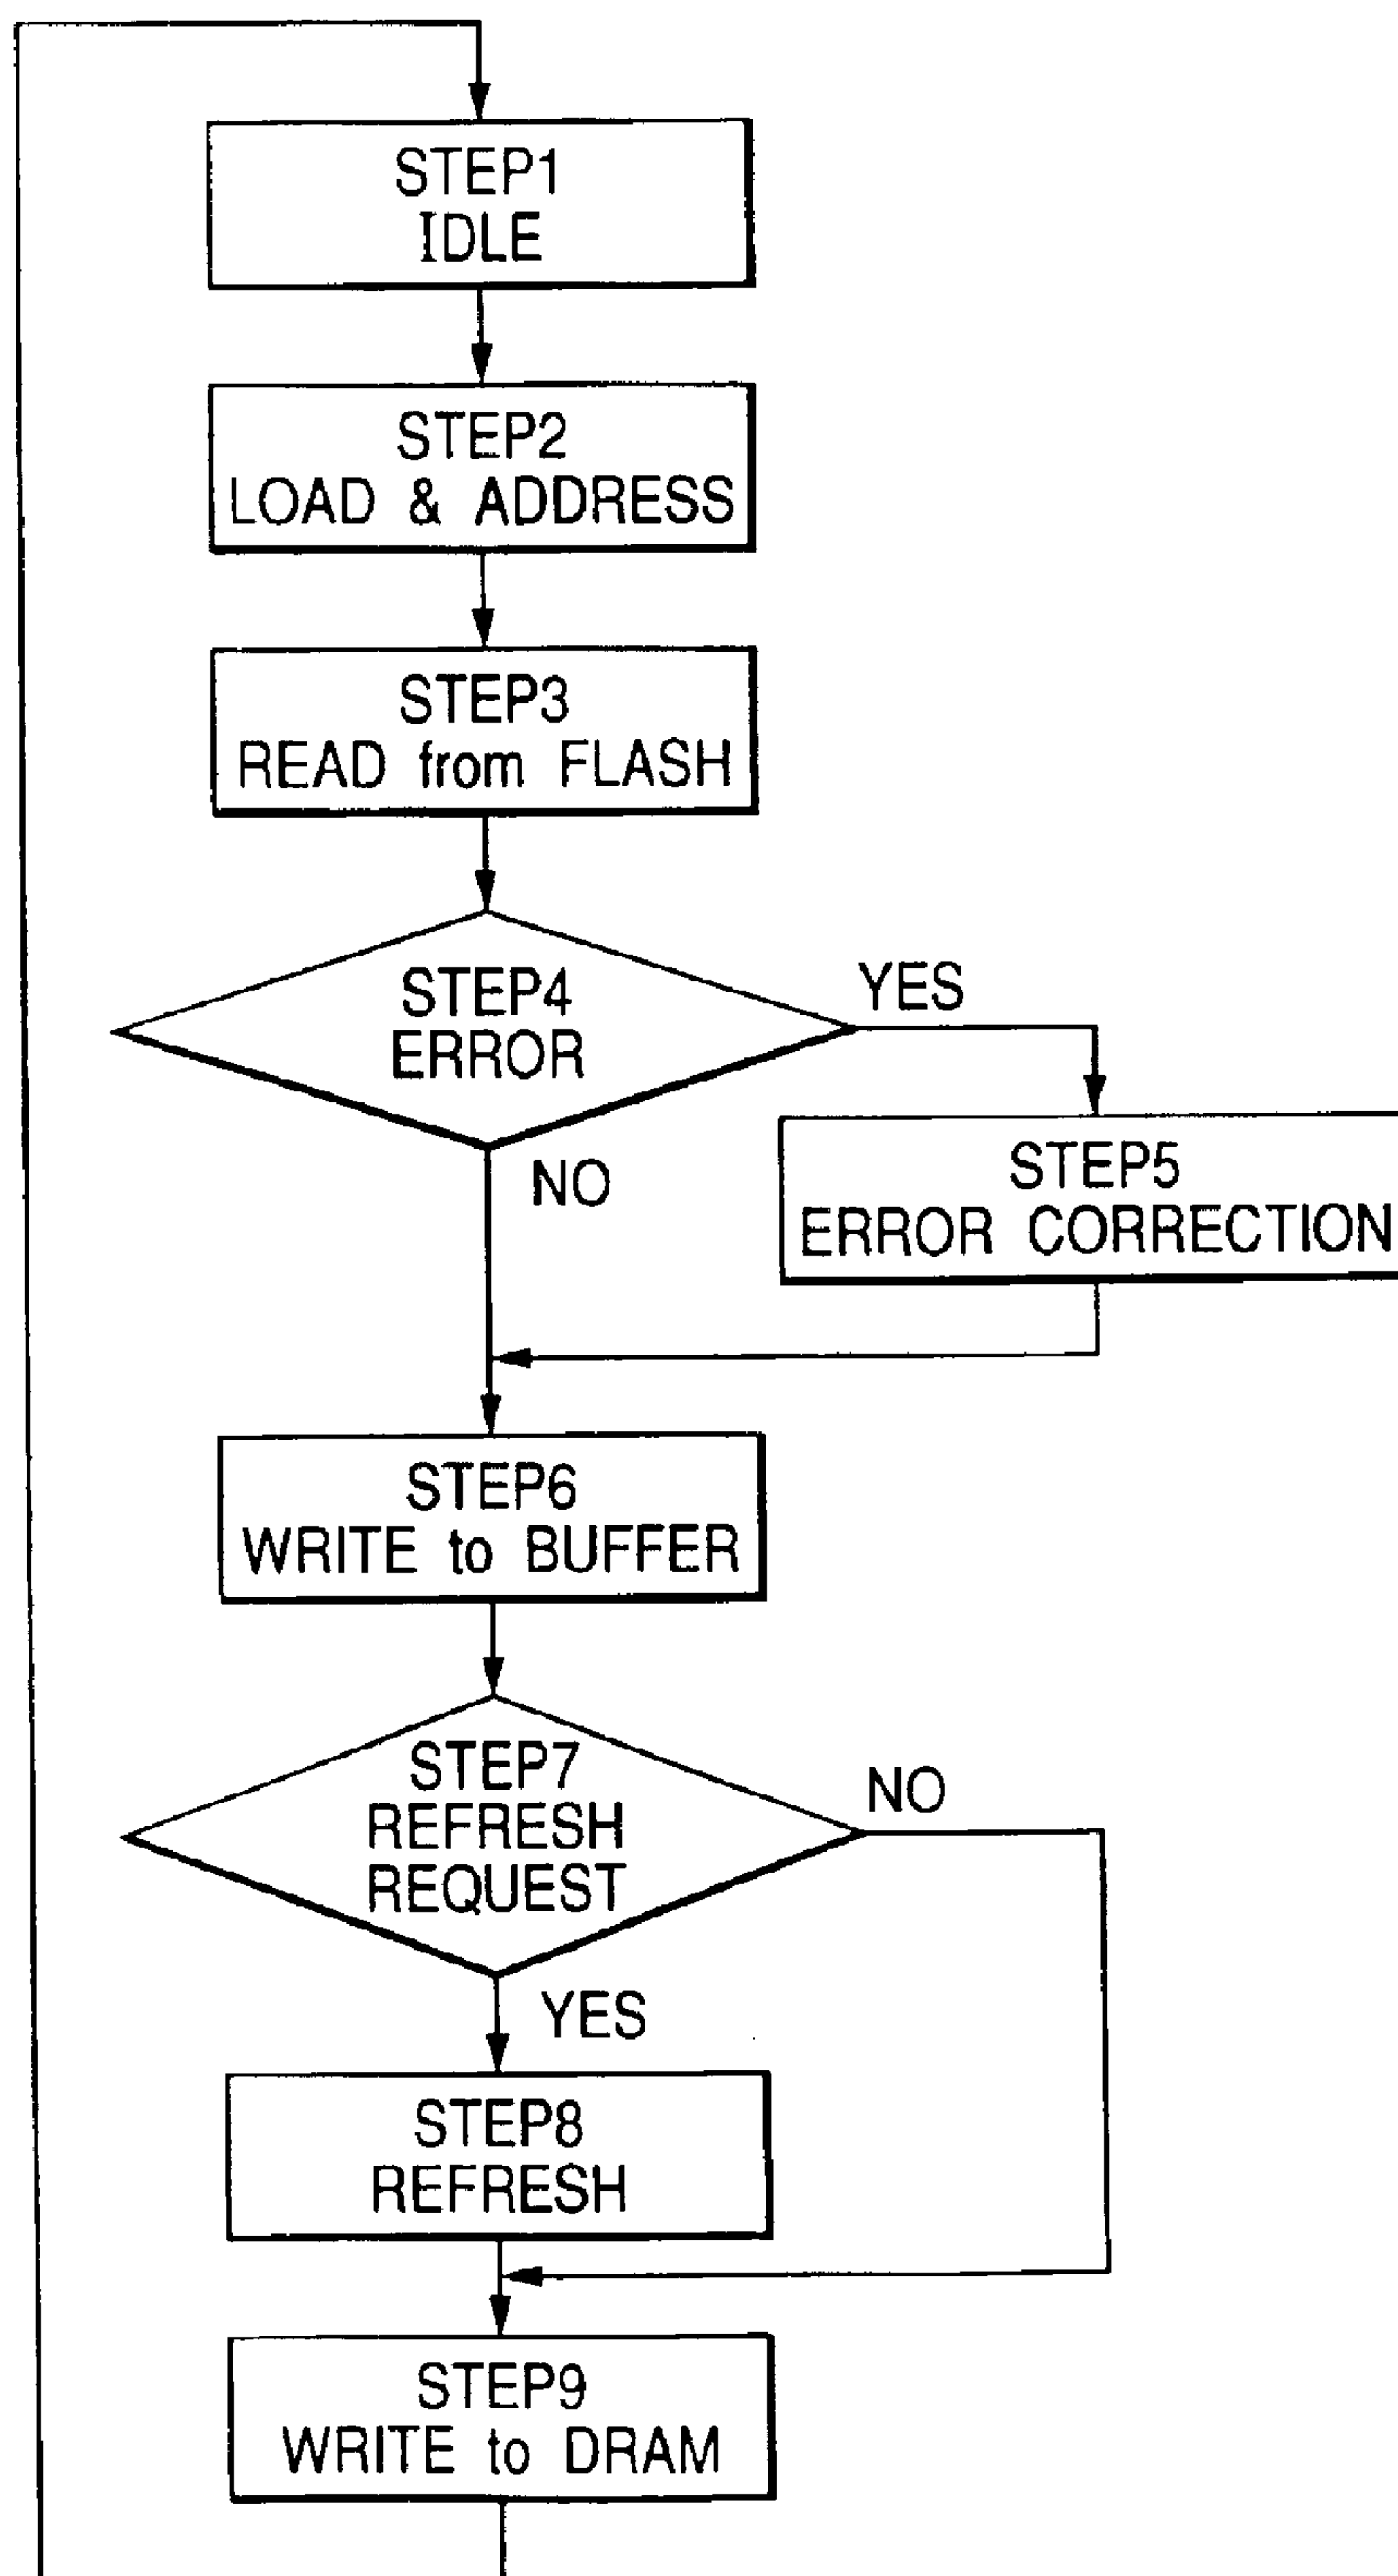 STEP1
IDLE
STEP2
LOAD & ADDRESS
STEP3
READ from FLASH
STEP4
ERROR
YES
NO
STEP5
ERROR CORRECTION
STEP6
WRITE to BUFFER
STEP7
REFRESH
REQUEST
NO
YES
STEP8
REFRESH
STEP9
WRITE to DRAM